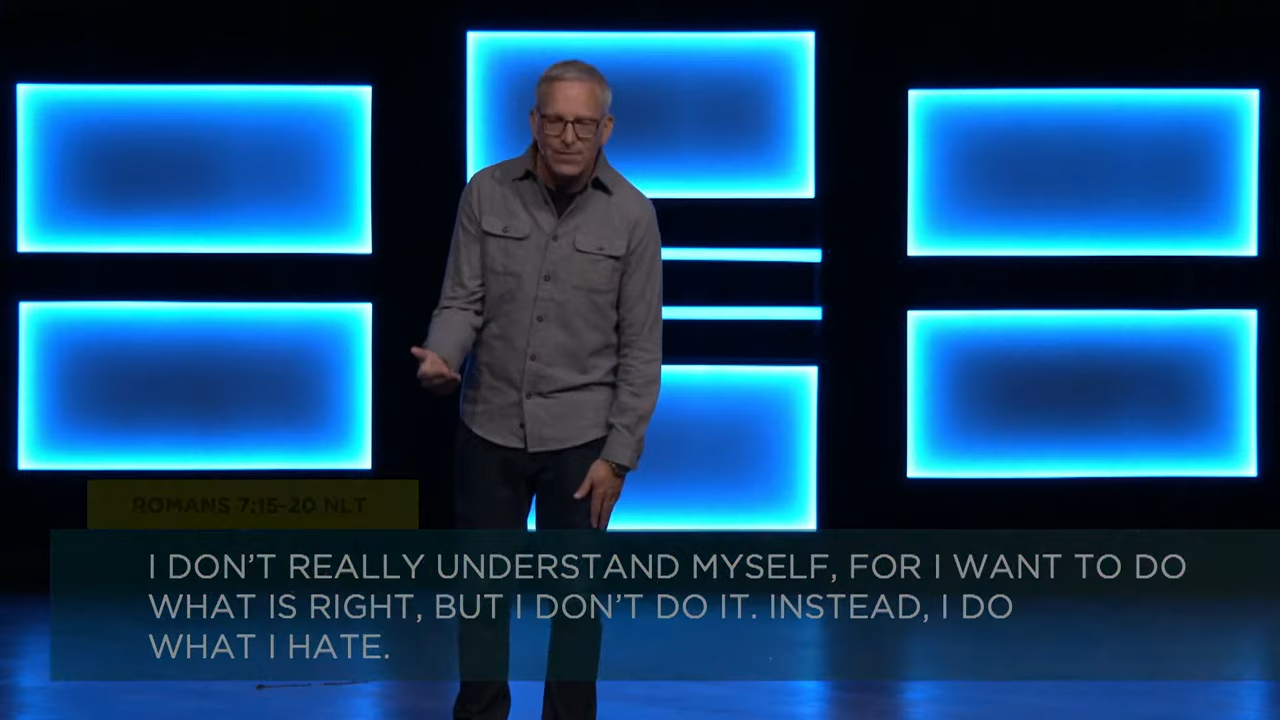 ROMANS 7:15-20 NLT
I DON'T REALLY UNDERSTAND MYSELF, FOR I WANT TO DO
WHAT IS RIGHT, BUT I DON'T DO IT. INSTEAD, I DO
WHAT I HATE.